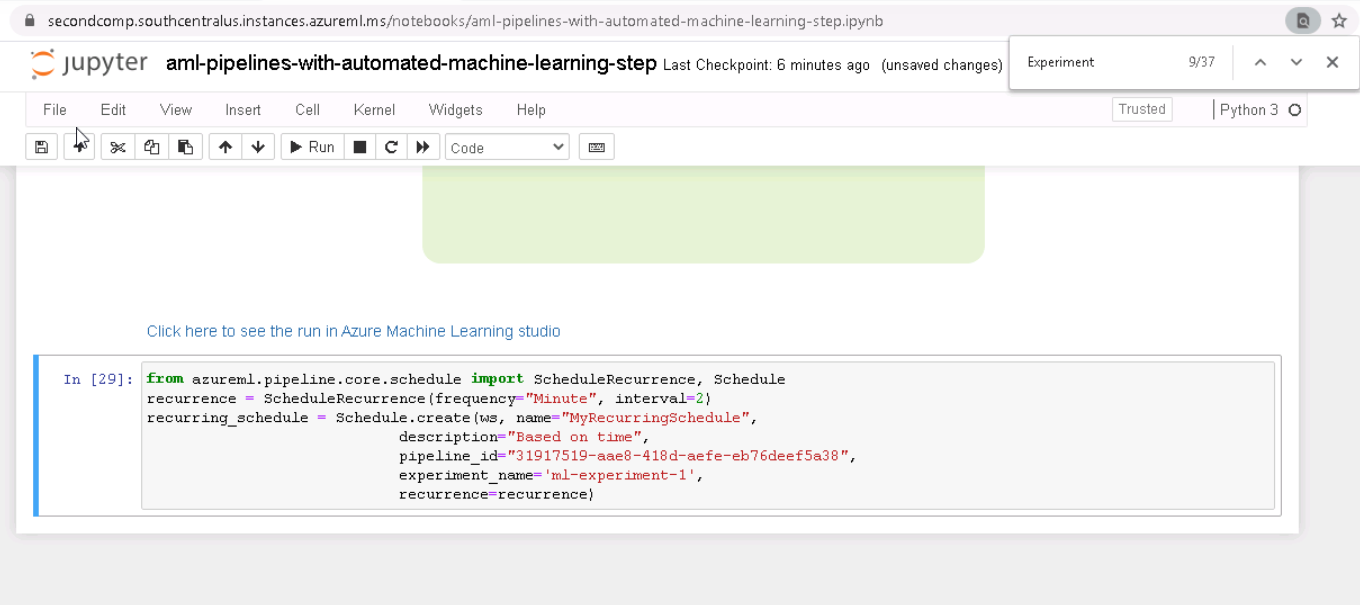 secondcomp.southcentralus.instances.azureml.ms/notebooks/aml-pipelines-with-automated-machine-learning-step.ipynb
jupyter aml-pipelines-with-automated-machine-learning-step Last Checkpoint: 6 minutes ago (unsaved changes)
Experiment 9/37
File Edit View Insert Cell Kernel Widgets Help Trusted Python 3
Run Code
Click here to see the run in Azure Machine Learning studio
In [29]: from azureml.pipeline.core.schedule import ScheduleRecurrence, Schedule
recurrence = ScheduleRecurrence(frequency="Minute", interval=2)
recurring_schedule = Schedule.create(ws, name="MyRecurringSchedule",
description="Based on time",
pipeline_id="31917519-aae8-418d-aefe-eb76deef5a38",
experiment_name='ml-experiment-1',
recurrence=recurrence)